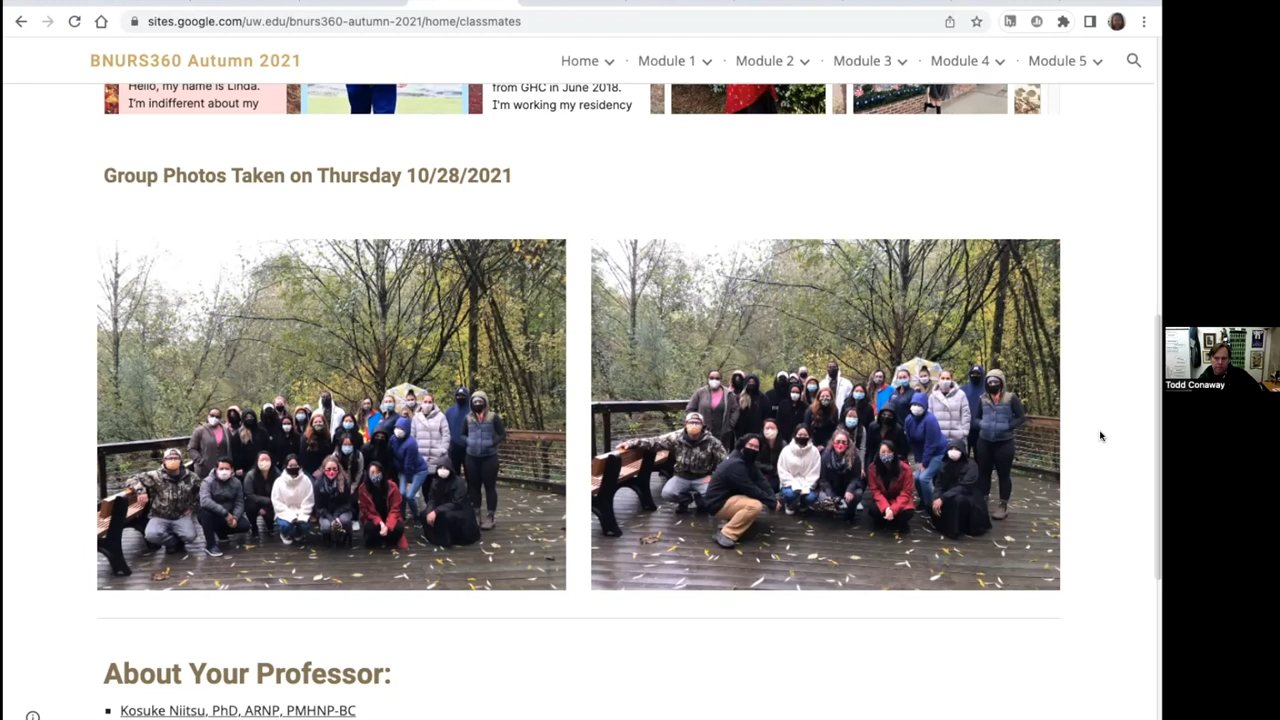 sites.google.com/uw.edu/bnurs360-autumn-2021/home/classmates
BNURS360 Autumn 2021
Home
Module 1
Module 2
Module 3
Module 4
Module 5
Hello, my name is Linda.
I'm indifferent about my
from GHC in June 2018.
I'm working my residency
Group Photos Taken on Thursday 10/28/2021
Todd Conaway
About Your Professor:
Kosuke Niitsu, PhD, ARNP, PMHNP-BC